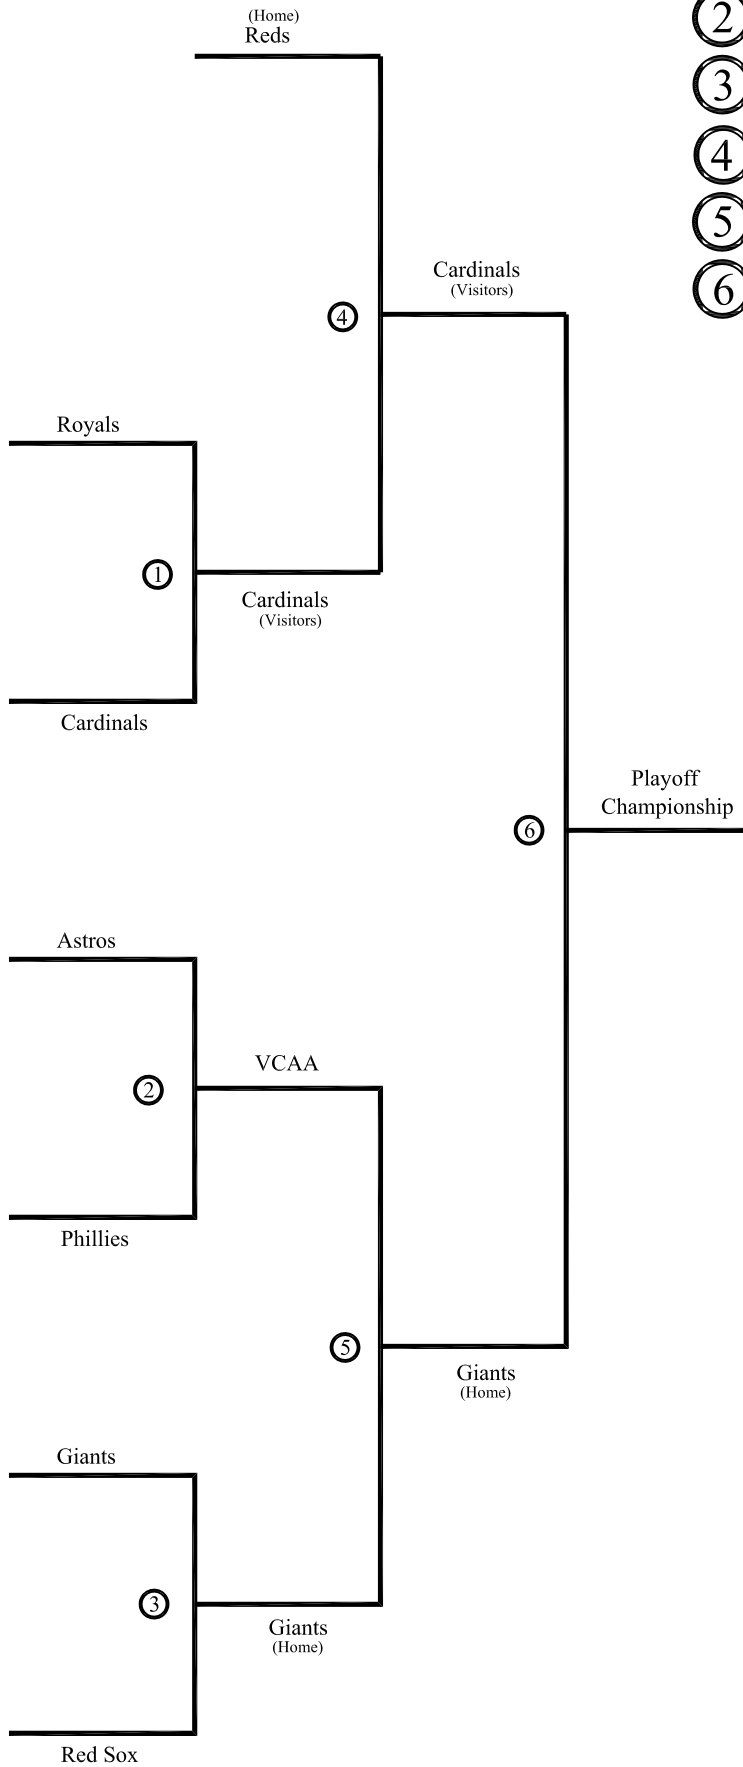 (Home)
Reds
2
3
4
5
6
Cardinals
(Visitors)
4
Royals
1
Cardinals
(Visitors)
Cardinals
Playoff
Championship
6
Astros
VCAA
2
Phillies
5
Giants
(Home)
Giants
3
Giants
(Home)
Red Sox